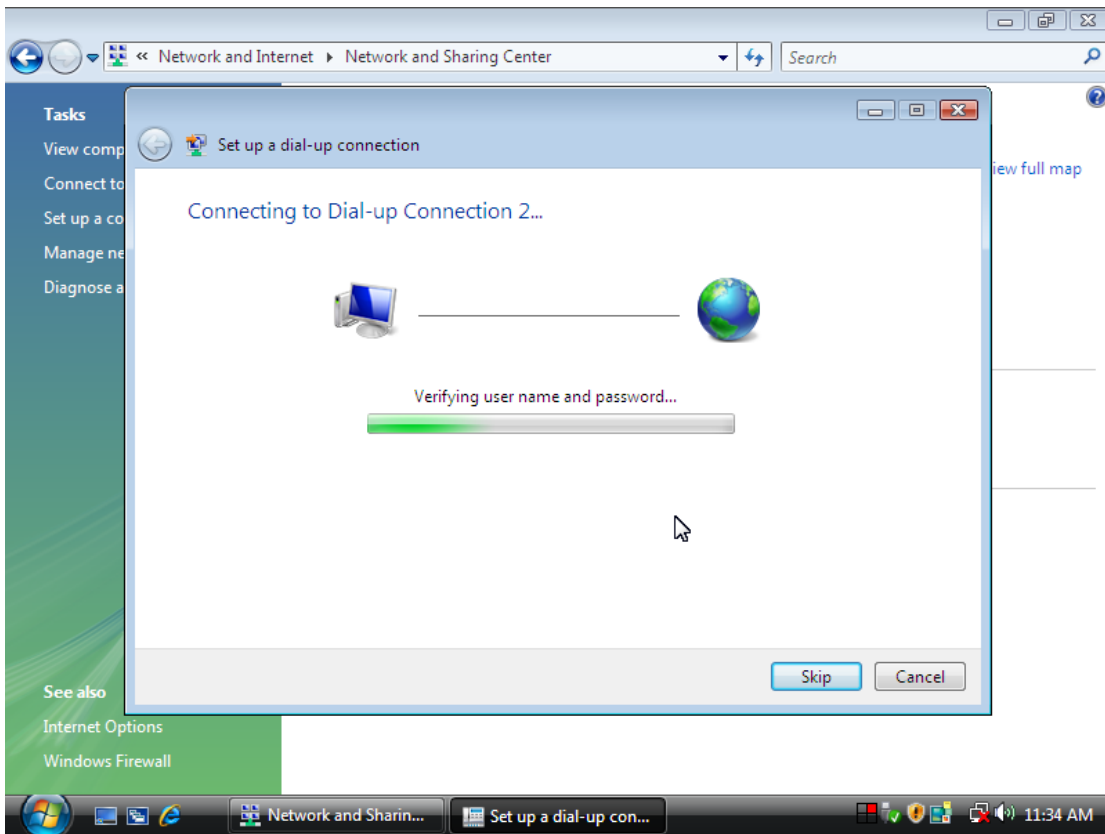 « Network and Internet ▸ Network and Sharing Center
Search
Tasks
View comp
Connect to
Set up a co
Manage ne
Diagnose a
See also
Internet Options
Windows Firewall
iew full map
Set up a dial-up connection
Connecting to Dial-up Connection 2...
Verifying user name and password...
Skip
Cancel
Network and Sharin...
Set up a dial-up con...
11:34 AM